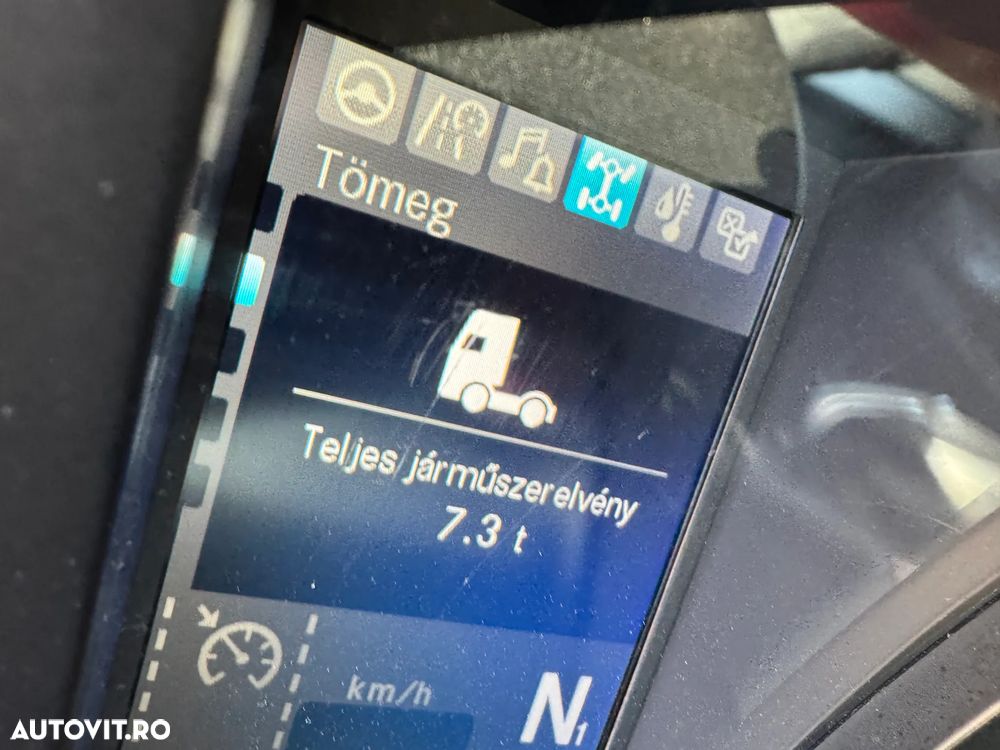 Tömeg
Teljes járműszerelvény
7.3 t
km/h
N1
AUTOVIT.RO